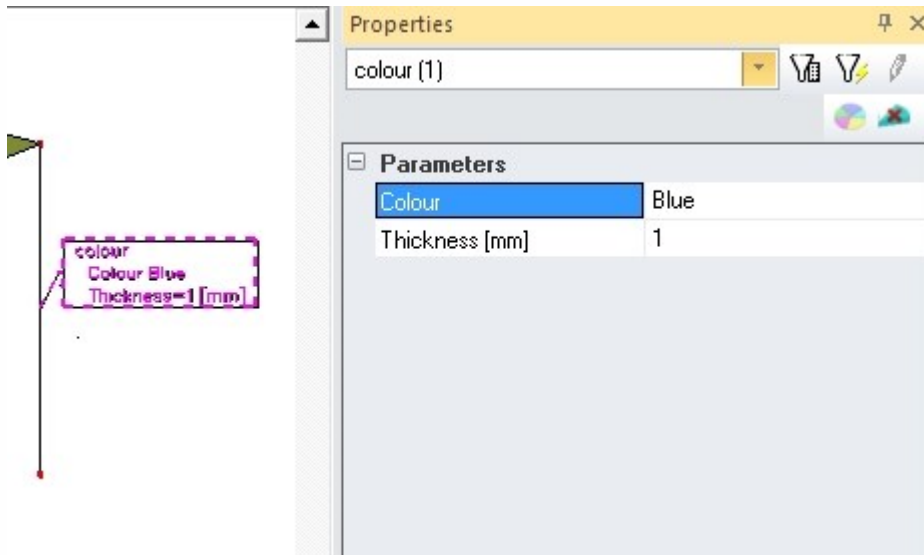 Properties
colour (1)
Parameters
Colour Blue
Thickness [mm] 1
colour
Colour Blue
Thickness=1 [mm]